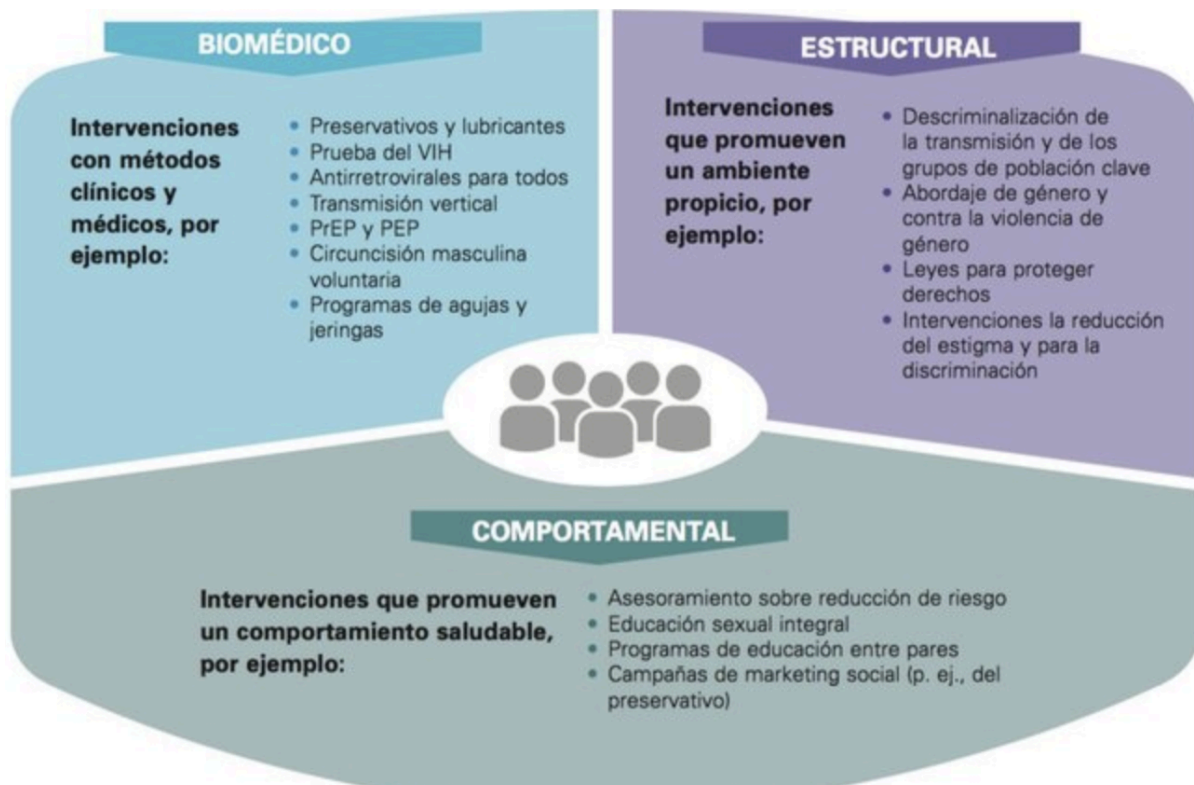 BIOMÉDICO
Intervenciones
con métodos
clínicos y
médicos, por
ejemplo:
• Preservativos y lubricantes
• Prueba del VIH
• Antirretrovirales para todos
• Transmisión vertical
• PrEP y PEP
• Circuncisión masculina
voluntaria
• Programas de agujas y
jeringas
ESTRUCTURAL
Intervenciones
que promueven
un ambiente
propicio, por
ejemplo:
• Descriminalización de
la transmisión y de los
grupos de población clave
• Abordaje de género y
contra la violencia de
género
• Leyes para proteger
derechos
• Intervenciones la reducción
del estigma y para la
discriminación
COMPORTAMENTAL
Intervenciones que promueven
un comportamiento saludable,
por ejemplo:
• Asesoramiento sobre reducción de riesgo
• Educación sexual integral
• Programas de educación entre pares
• Campañas de marketing social (p. ej., del
preservativo)